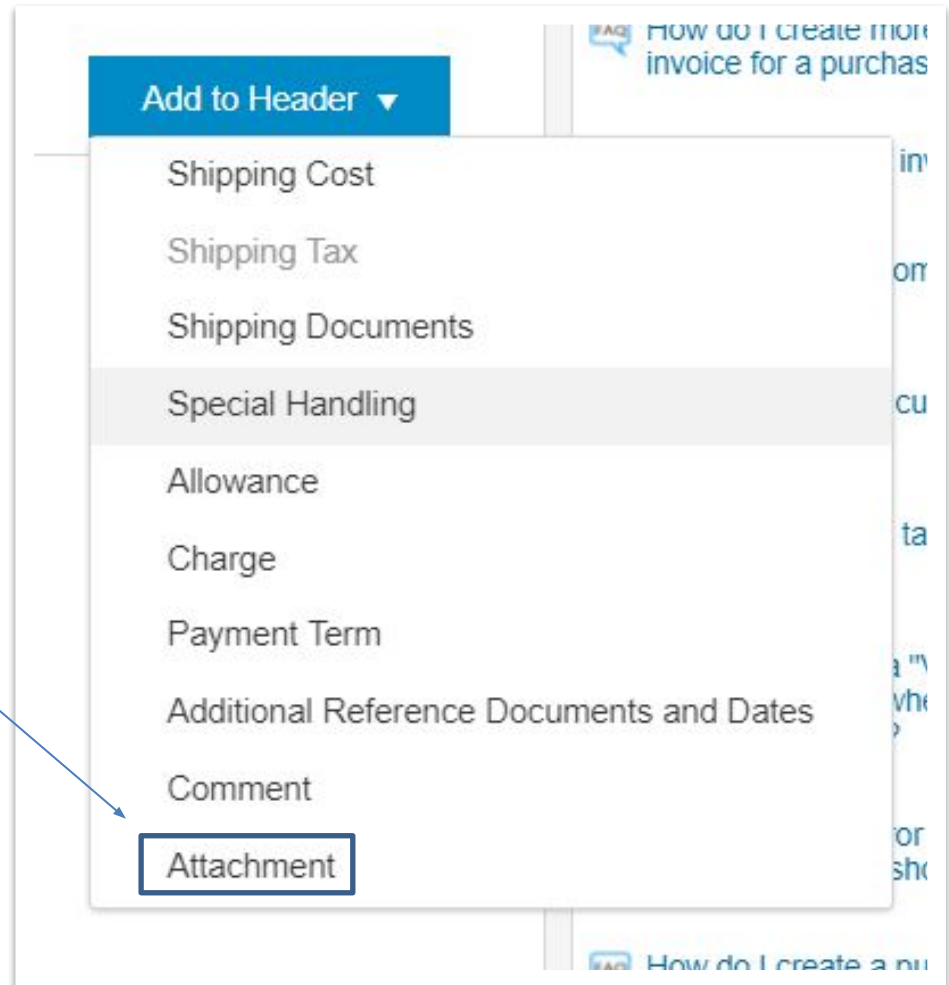 How do I create more
invoice for a purchas
Add to Header
Shipping Cost
Shipping Tax
Shipping Documents
Special Handling
Allowance
Charge
Payment Term
Additional Reference Documents and Dates
Comment
Attachment
How do I create a